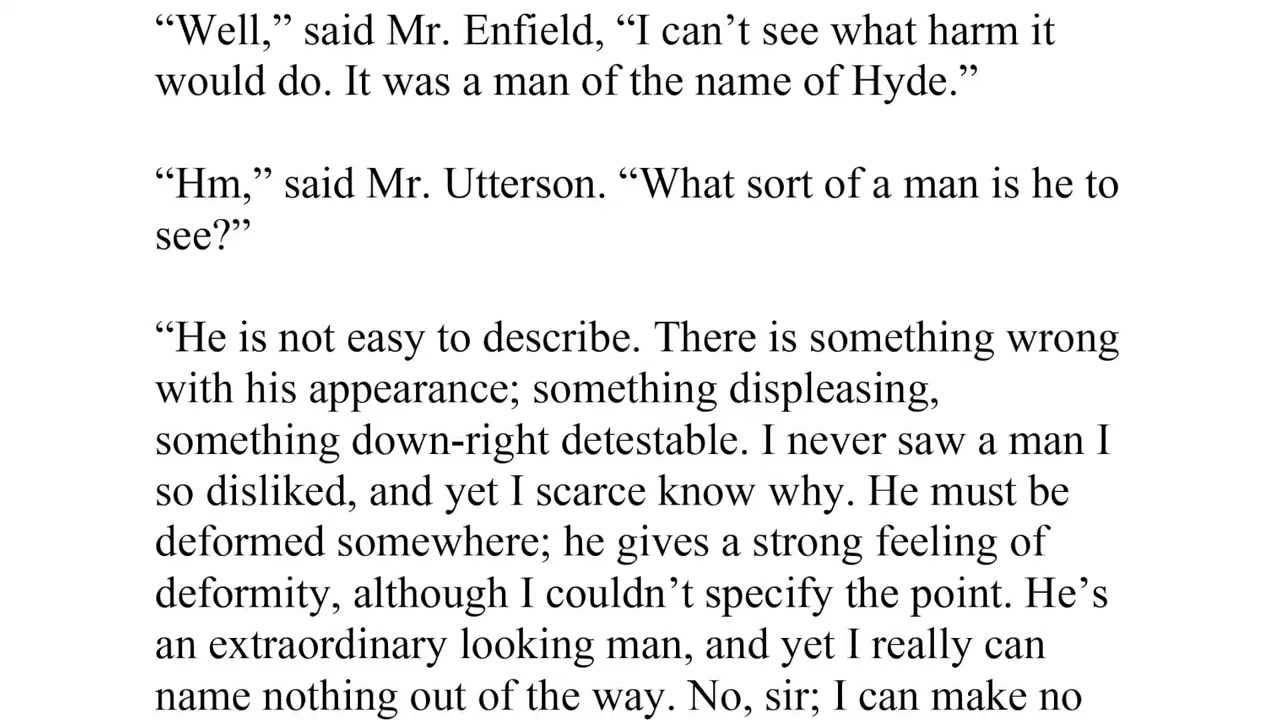 “Well,” said Mr. Enfield, “I can’t see what harm it
would do. It was a man of the name of Hyde.”
“Hm,” said Mr. Utterson. “What sort of a man is he to
see?”
“He is not easy to describe. There is something wrong
with his appearance; something displeasing,
something down-right detestable. I never saw a man I
so disliked, and yet I scarce know why. He must be
deformed somewhere; he gives a strong feeling of
deformity, although I couldn’t specify the point. He’s
an extraordinary looking man, and yet I really can
name nothing out of the way. No, sir; I can make no